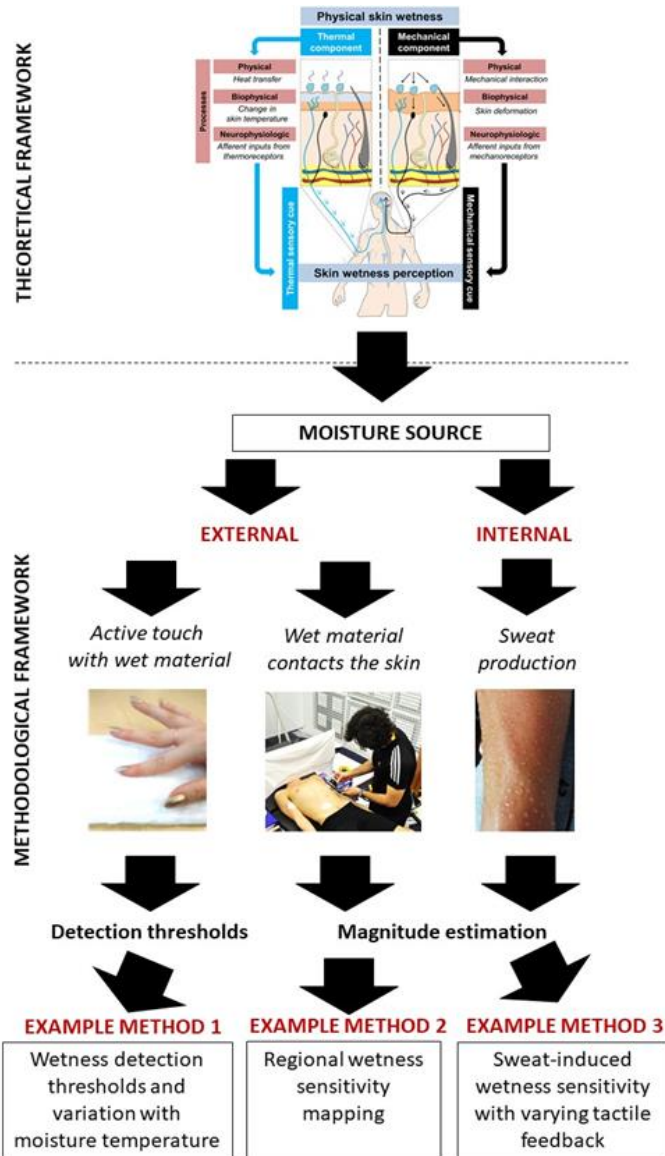 THEORETICAL FRAMEWORK
Physical skin wetness
Thermal
component
Mechanical
component
Processes
Physical
Heat transfer
Biophysical
Change in
skin temperature
Neurophysiologic
Afferent inputs from
thermoreceptors
Physical
Mechanical interaction
Biophysical
Skin deformation
Neurophysiologic
Afferent inputs from
mechanoreceptors
Thermal sensory cue
Skin wetness perception
Mechanical sensory cue
METHODOLOGICAL FRAMEWORK
MOISTURE SOURCE
EXTERNAL
INTERNAL
Active touch
with wet material
Wet material
contacts the skin
Sweat
production
Detection thresholds
Magnitude estimation
EXAMPLE METHOD 1
Wetness detection
thresholds and
variation with
moisture temperature
EXAMPLE METHOD 2
Regional wetness
sensitivity
mapping
EXAMPLE METHOD 3
Sweat-induced
wetness sensitivity
with varying tactile
feedback